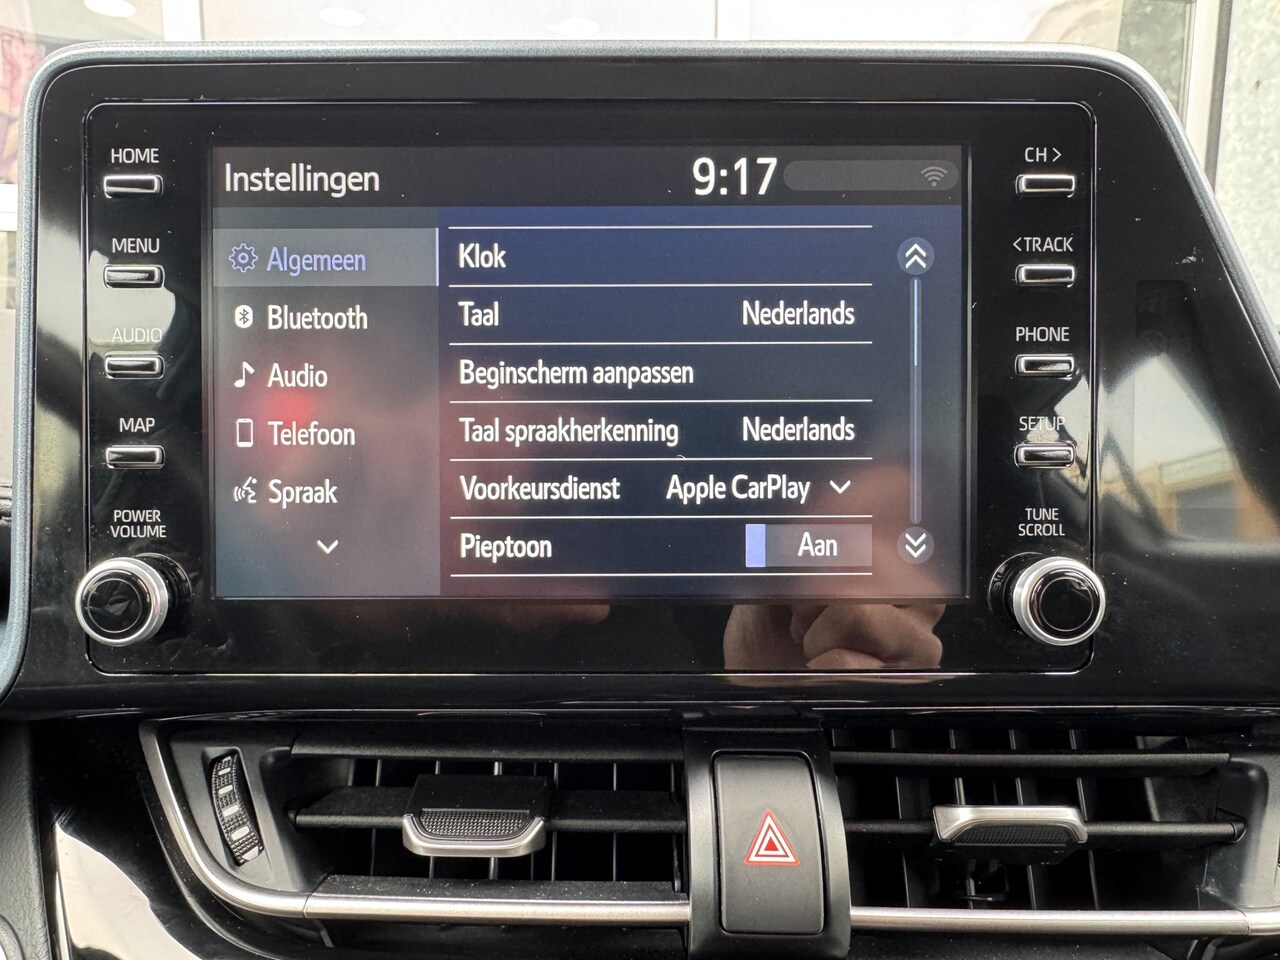 HOME
MENU
AUDIO
MAP
POWER
VOLUME
Instellingen
9:17
Algemeen
Bluetooth
Audio
Telefoon
Spraak
Klok
Taal Nederlands
Beginscherm aanpassen
Taal spraakherkenning Nederlands
Voorkeursdienst Apple CarPlay
Pieptoon Aan
CH >
<TRACK
PHONE
SETUP
TUNE
SCROLL